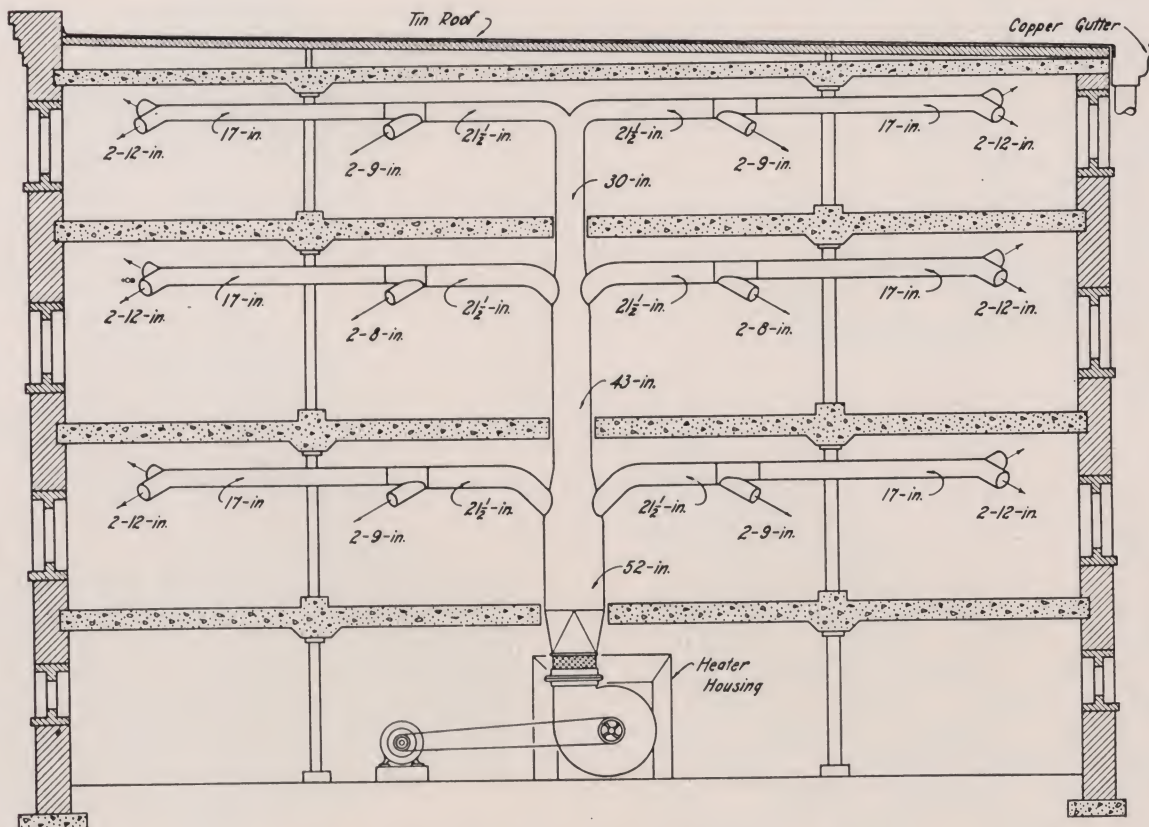 Tin Roof
Copper Gutter
17-in.
21½-in.
21½-in.
17-in.
2-12-in.
2-9-in.
2-9-in.
2-12-in.
30-in.
17-in.
21½-in.
21½-in.
17-in.
2-12-in.
2-8-in.
2-8-in.
2-12-in.
43-in.
17-in
21½-in.
21½-in.
17-in.
2-12-in.
2-9-in.
2-9-in.
2-12-in.
52-in.
Heater
Housing